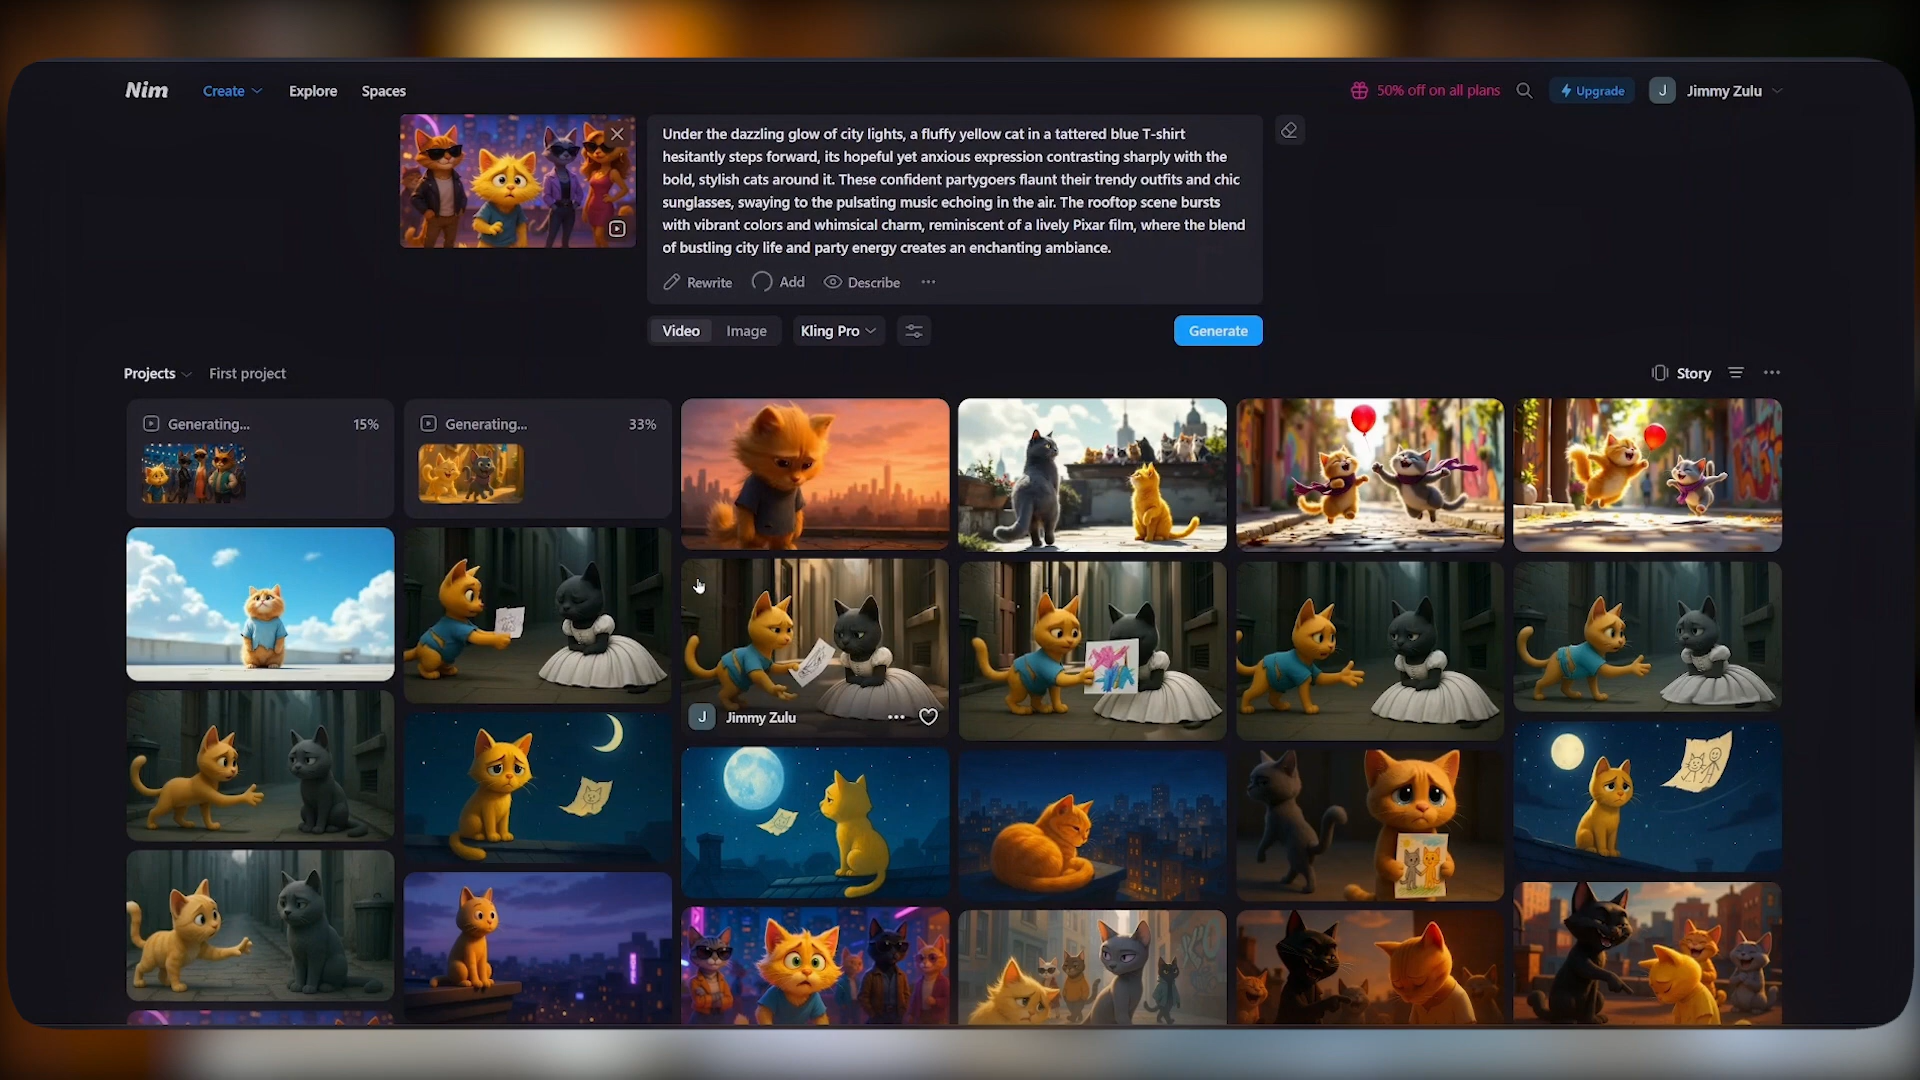 Nim
Create
Explore
Spaces
50% off on all plans
Upgrade
J
Jimmy Zulu
Under the dazzling glow of city lights, a fluffy yellow cat in a tattered blue T-shirt
hesitantly steps forward, its hopeful yet anxious expression contrasting sharply with the
bold, stylish cats around it. These confident partygoers flaunt their trendy outfits and chic
sunglasses, swaying to the pulsating music echoing in the air. The rooftop scene bursts
with vibrant colors and whimsical charm, reminiscent of a lively Pixar film, where the blend
of bustling city life and party energy creates an enchanting ambiance.
Rewrite
Add
Describe
Video
Image
Kling Pro
Generate
Projects
First project
Story
Generating...
15%
Generating...
33%
J
Jimmy Zulu